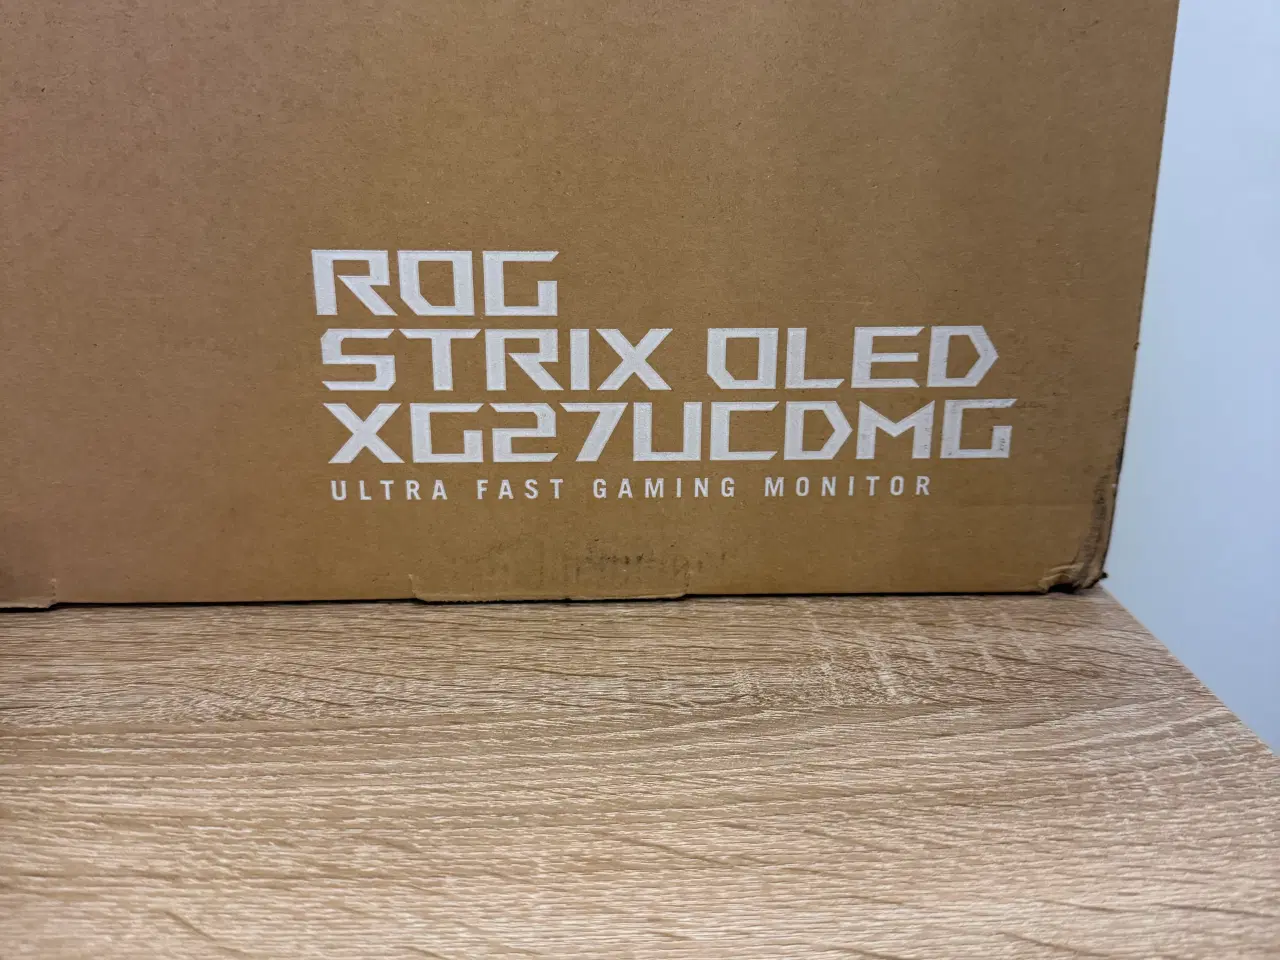 ROG
STRIX OLED
XG27UCDMG
ULTRA FAST GAMING MONITOR